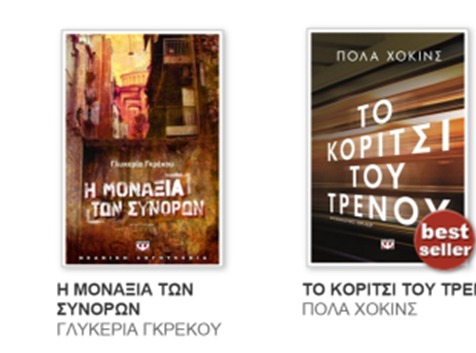 Γλυκερία Γκρέκου
Η ΜΟΝΑΞΙΑ
ΤΩΝ ΣΥΝΟΡΩΝ
Η ΜΟΝΑΞΙΑ ΤΩΝ
ΣΥΝΟΡΩΝ
ΓΛΥΚΕΡΙΑ ΓΚΡΕΚΟΥ
ΠΟΛΑ ΧΟΚΙΝΣ
ΤΟ
ΚΟΡΙΤΣΙ
ΤΟΥ
ΤΡΕΝΟΥ
best
seller
ΤΟ ΚΟΡΙΤΣΙ ΤΟΥ ΤΡΕ
ΠΟΛΑ ΧΟΚΙΝΣ